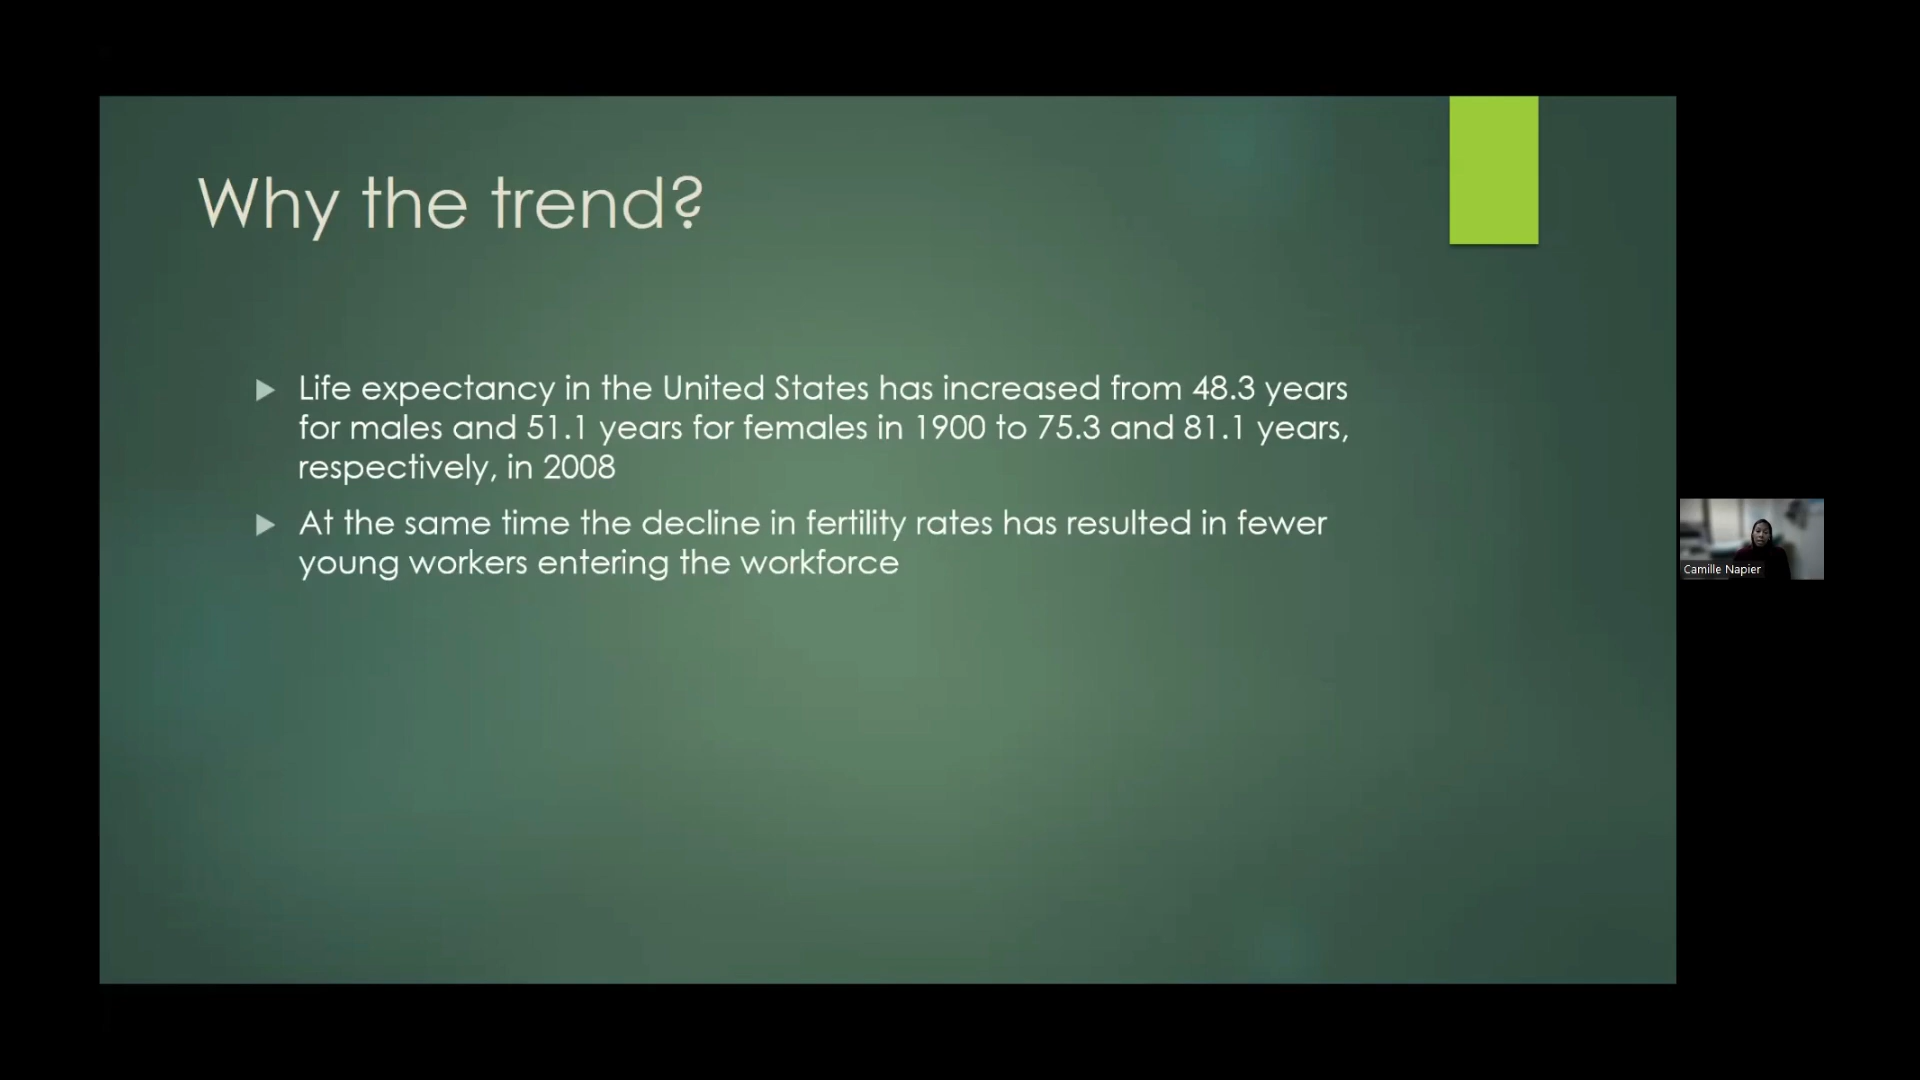 Why the trend?
Life expectancy in the United States has increased from 48.3 years
for males and 51.1 years for females in 1900 to 75.3 and 81.1 years,
respectively, in 2008
At the same time the decline in fertility rates has resulted in fewer
young workers entering the workforce
Camille Napier